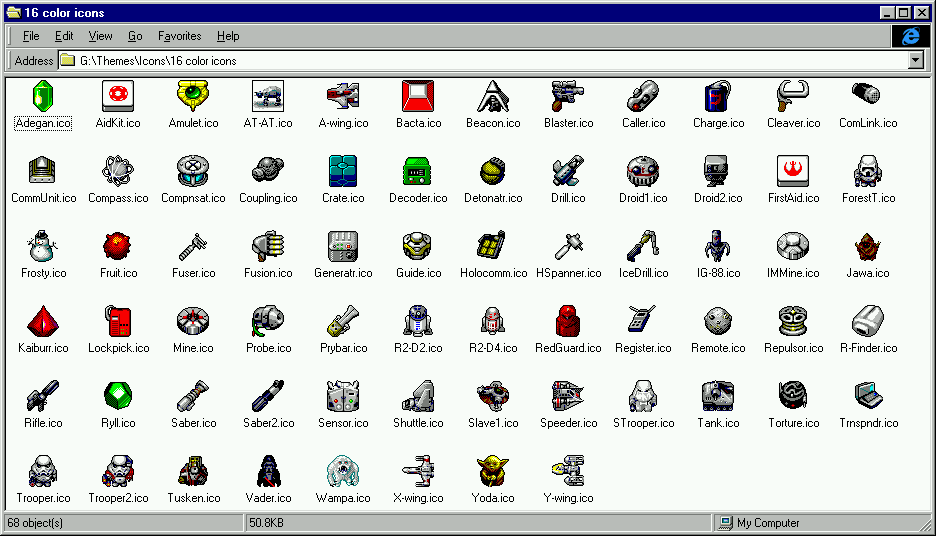 16 color icons
File Edit View Go Favorites Help
Address G:\Themes\Icons\16 color icons
Adegan.ico AidKit.ico Amulet.ico AT-AT.ico A-wing.ico Bacta.ico Beacon.ico Blaster.ico Caller.ico Charge.ico Cleaver.ico ComLink.ico
CommUnit.ico Compass.ico Compnsat.ico Coupling.ico Crate.ico Decoder.ico Detonatr.ico Drill.ico Droid1.ico Droid2.ico FirstAid.ico ForestT.ico
Frosty.ico Fruit.ico Fuser.ico Fusion.ico Generatr.ico Guide.ico Holocomm.ico HSpanner.ico IceDrill.ico IG-88.ico IMMine.ico Jawa.ico
Kaiburr.ico Lockpick.ico Mine.ico Probe.ico Prybar.ico R2-D2.ico R2-D4.ico RedGuard.ico Register.ico Remote.ico Repulsor.ico R-Finder.ico
Rifle.ico Ryll.ico Saber.ico Saber2.ico Sensor.ico Shuttle.ico Slave1.ico Speeder.ico STrooper.ico Tank.ico Torture.ico Trnspndr.ico
Trooper.ico Trooper2.ico Tusken.ico Vader.ico Wampa.ico X-wing.ico Yoda.ico Y-wing.ico
68 object(s) 50.8KB My Computer